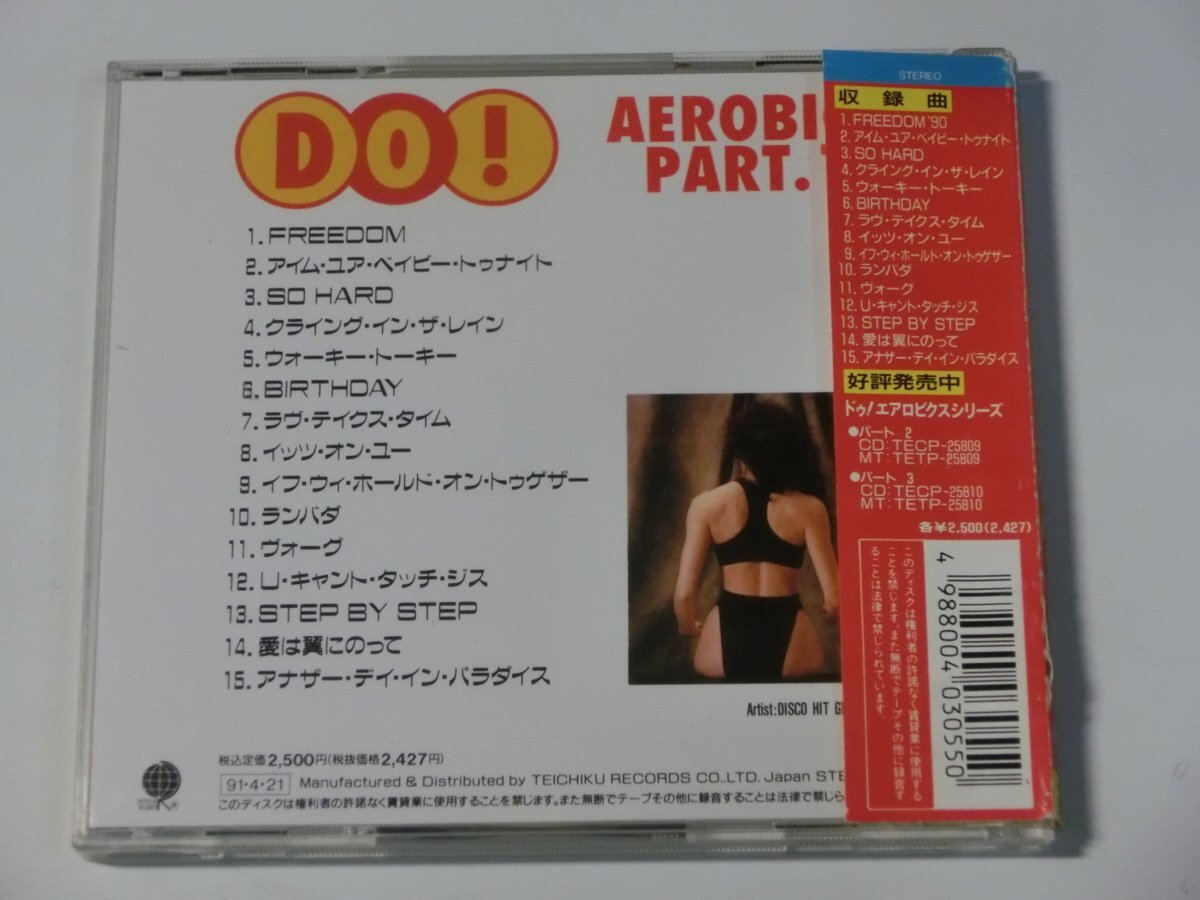 DO!
AEROBIC
PART.
1. FREEDOM
2. アイム・ユア・ベイビー・トゥナイト
3. SO HARD
4. クライング・イン・ザ・レイン
5. ウォーキー・トーキー
6. BIRTHDAY
7. ラヴ・テイクス・タイム
8. イッツ・オン・ユー
9. イフ・ウィ・ホールド・オン・トゥゲザー
10. ランバダ
11. ヴォーグ
12. U・キャント・タッチ・ジス
13. STEP BY STEP
14. 愛は翼にのって
15. アナザー・デイ・イン・パラダイス
Artist:DISCO HIT G
税込定価2,500円(税抜価格2,427円)
91・4・21 Manufactured & Distributed by TEICHIKU RECORDS CO.,LTD. Japan STE
このディスクは権利者の許諾なく賃貸業に使用することを禁じます。また無断でテープその他に録音することは法律で禁じら
STEREO
収録曲
1. FREEDOM '90
2. アイム・ユア・ベイビー・トゥナイト
3. SO HARD
4. クライング・イン・ザ・レイン
5. ウォーキー・トーキー
6. BIRTHDAY
7. ラヴ・テイクス・タイム
8. イッツ・オン・ユー
9. イフ・ウィ・ホールド・オン・トゥゲザー
10. ランバダ
11. ヴォーグ
12. U・キャント・タッチ・ジス
13. STEP BY STEP
14. 愛は翼にのって
15. アナザー・デイ・イン・パラダイス
好評発売中
ドゥ!エアロビクスシリーズ
●パート 2
CD:TECP-25809
MT:TETP-25809
●パート 3
CD:TECP-25810
MT:TETP-25810
各¥2,500(2,427)
このディスクは権利者の許諾なく賃貸業に使用する
ことを禁じます。また無断でテープその他に録音す
ることは法律で禁じられています。
4 988004 030550